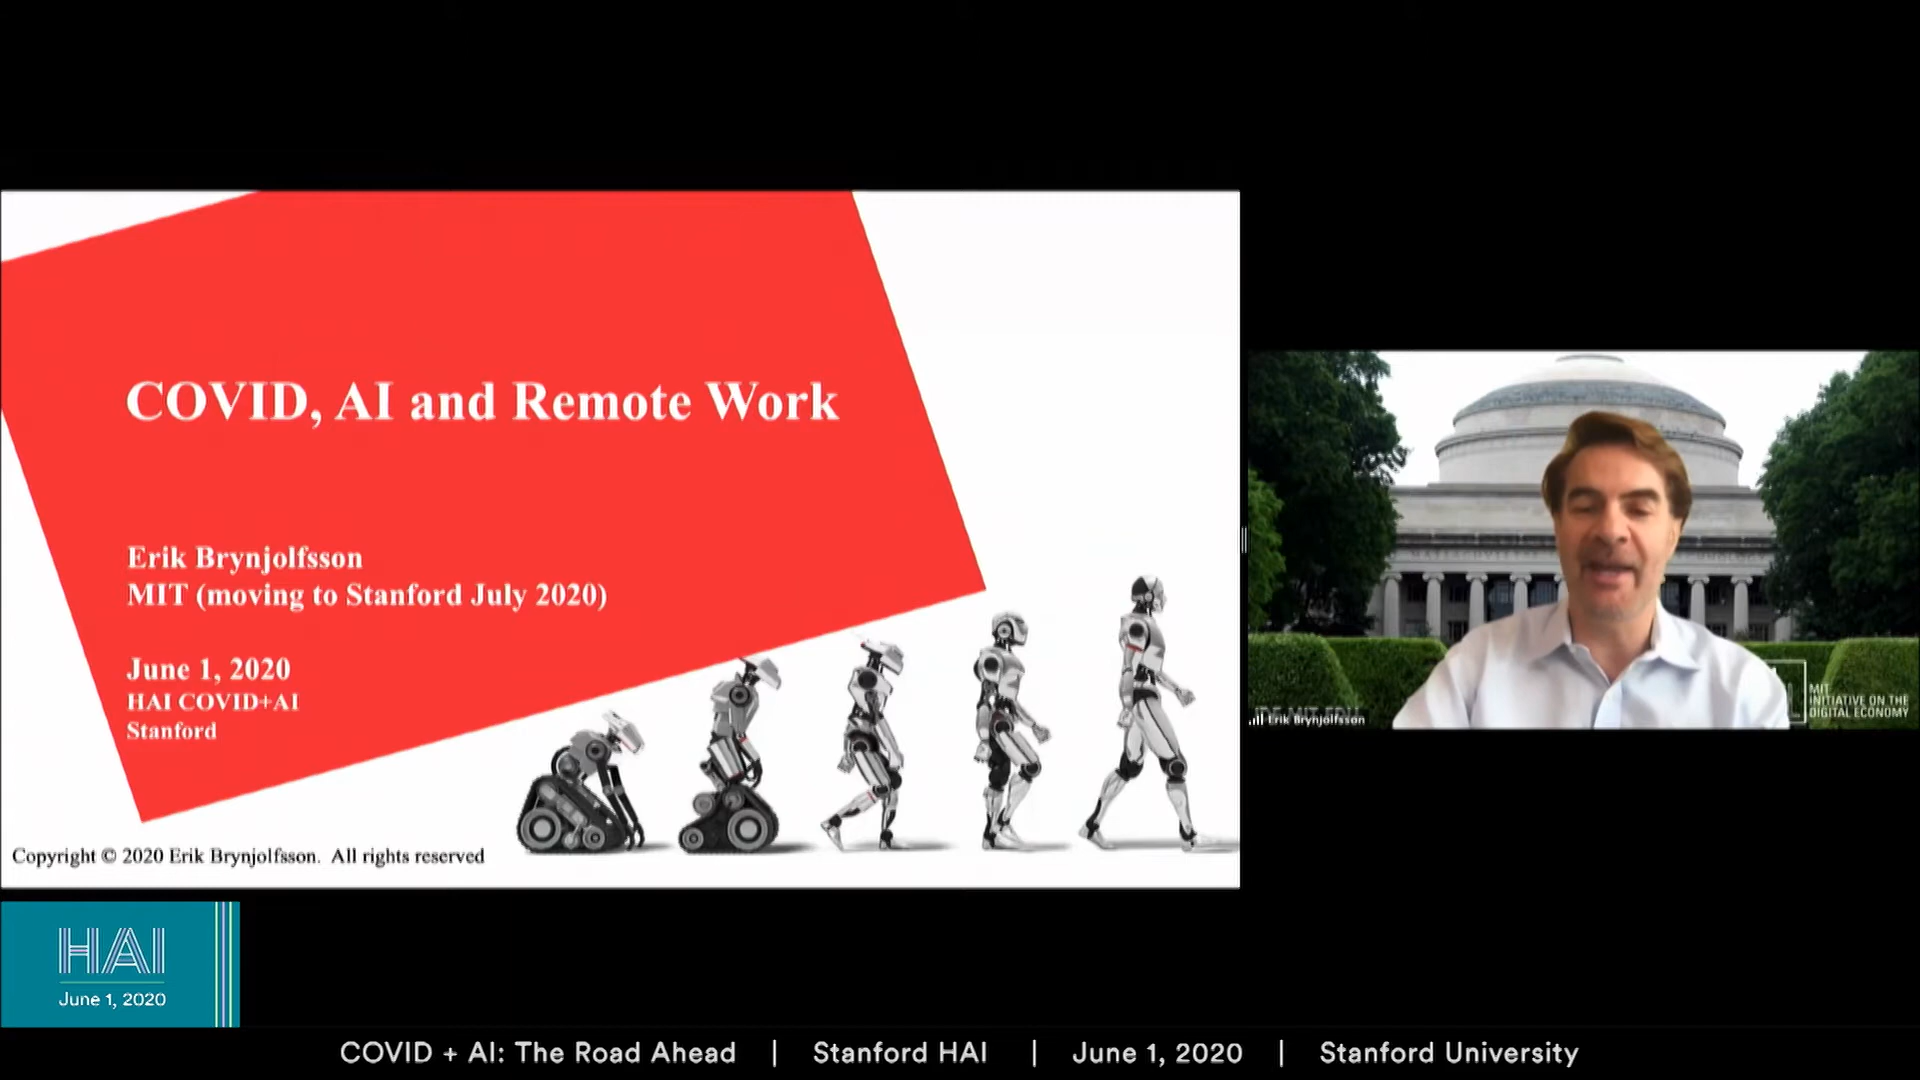 COVID, AI and Remote Work
Erik Brynjolfsson
MIT (moving to Stanford July 2020)
June 1, 2020
HAI COVID+AI
Stanford
Copyright © 2020 Erik Brynjolfsson. All rights reserved
Erik Brynjolfsson
MIT
INITIATIVE ON THE
DIGITAL ECONOMY
HAI
June 1, 2020
COVID + AI: The Road Ahead | Stanford HAI | June 1, 2020 | Stanford University